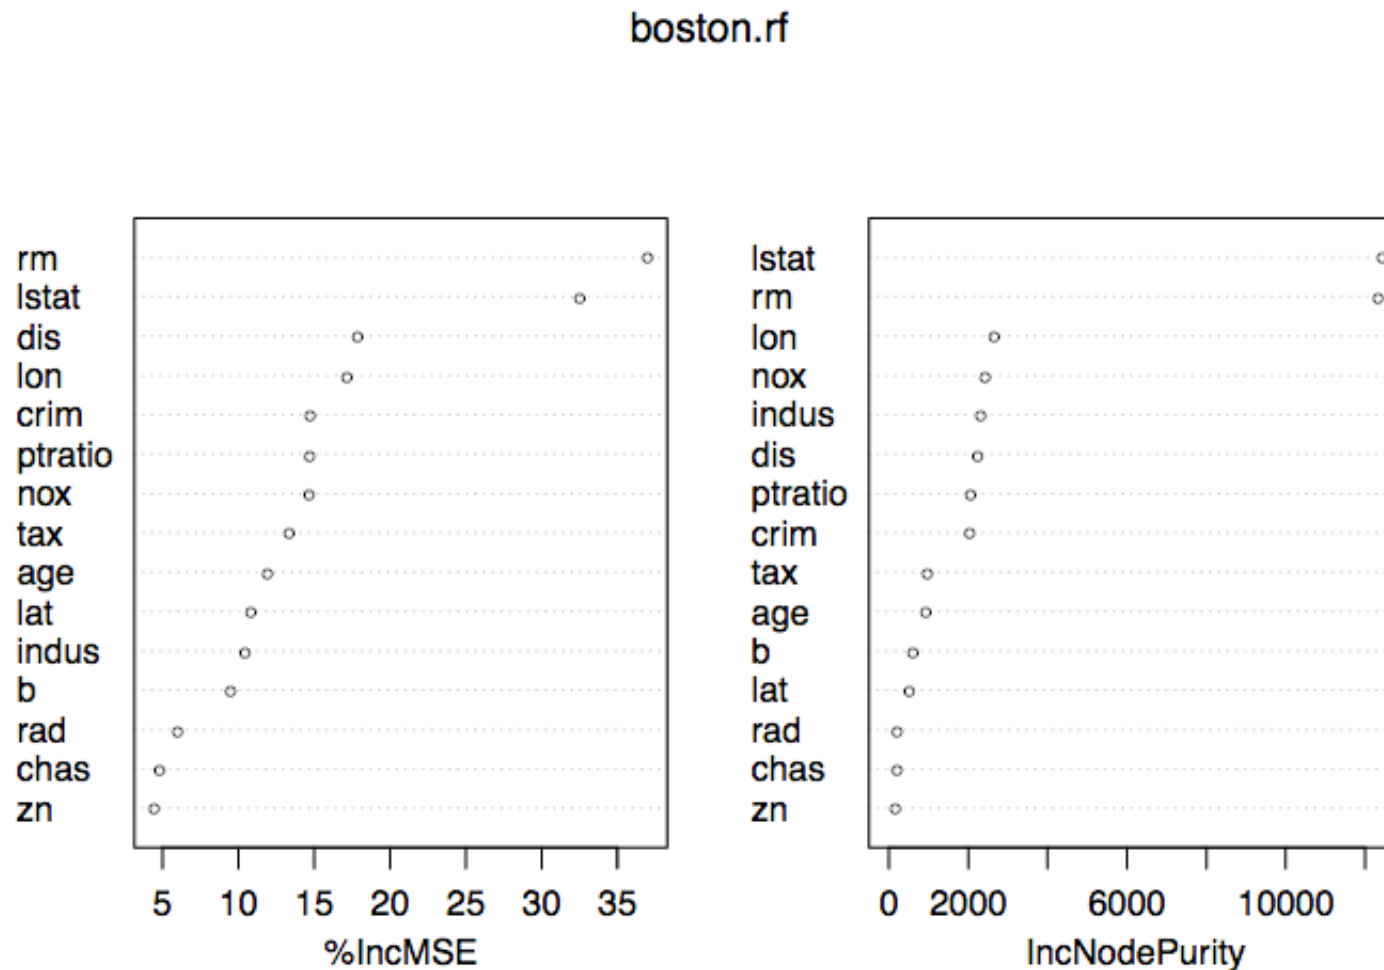 boston.rf
rm
lstat
dis
lon
crim
ptratio
nox
tax
age
lat
indus
b
rad
chas
zn
5 10 15 20 25 30 35
%IncMSE
lstat
rm
lon
nox
indus
dis
ptratio
crim
tax
age
b
lat
rad
chas
zn
0 2000 6000 10000
IncNodePurity